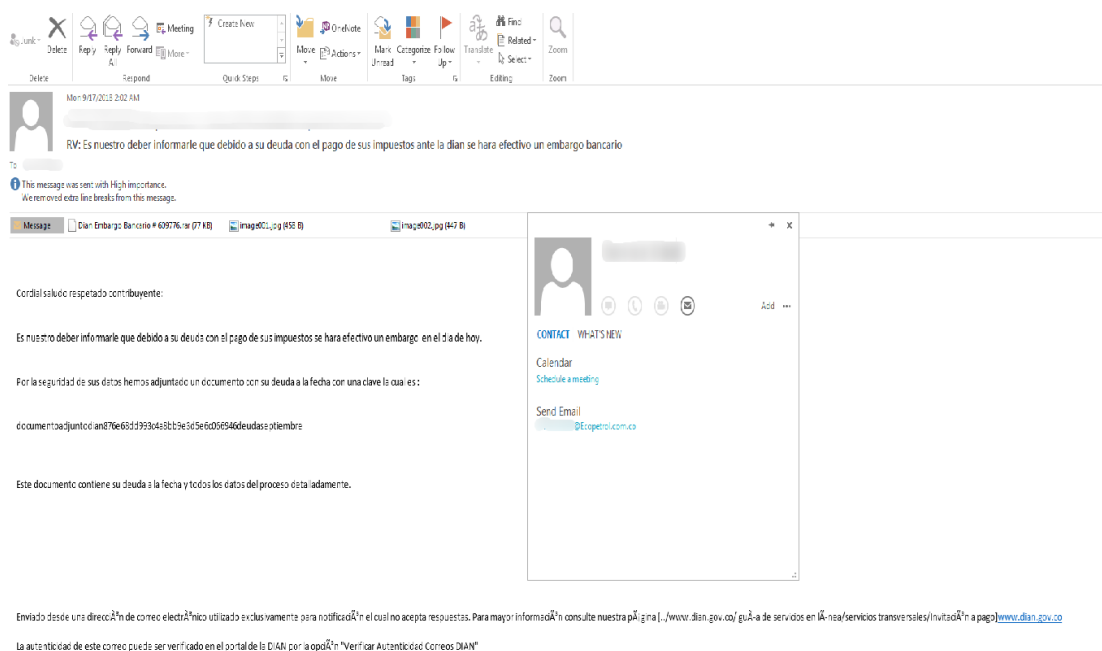 Junk
Delete
Reply
Reply All
Forward
Meeting
More
Create New
Move
OneNote
Actions
Mark Unread
Categorize
Follow Up
Translate
Find
Related
Select
Zoom
Delete
Respond
Quick Steps
Move
Tags
Editing
Zoom
Mon 9/17/2018 2:02 AM
RV: Es nuestro deber informarle que debido a su deuda con el pago de sus impuestos ante la dian se hara efectivo un embargo bancario
To
This message was sent with High importance.
We removed extra line breaks from this message.
Message
Dian Embargo Bancario # 609776.rar (77 KB)
image001.jpg (458 B)
image002.jpg (447 B)
Cordial saludo respetado contribuyente:
Es nuestro deber informarle que debido a su deuda con el pago de sus impuestos se hara efectivo un embargo en el dia de hoy.
Por la seguridad de sus datos hemos adjuntado un documento con su deuda a la fecha con una clave la cual es :
Este documento contiene su deuda a la fecha y todos los datos del proceso detalladamente.
Add
CONTACT WHAT'S NEW
Calendar
Schedule a meeting
Send Email
@Ecopetrol.com.co
Enviado desde una direcciÃ³n de correo electrÃ³nico utilizado exclusivamente para notificaciÃ³n el cual no acepta respuestas. Para mayor informaciÃ³n consulte nuestra pÃ¡gina [../www.dian.gov.co/ guÃ-a de servicios en lÃ-nea/servicios transversales/InvitaciÃ³n a pago]www.dian.gov.co
La autenticidad de este correo puede ser verificado en el portal de la DIAN por la opciÃ³n "Verificar Autenticidad Correos DIAN"